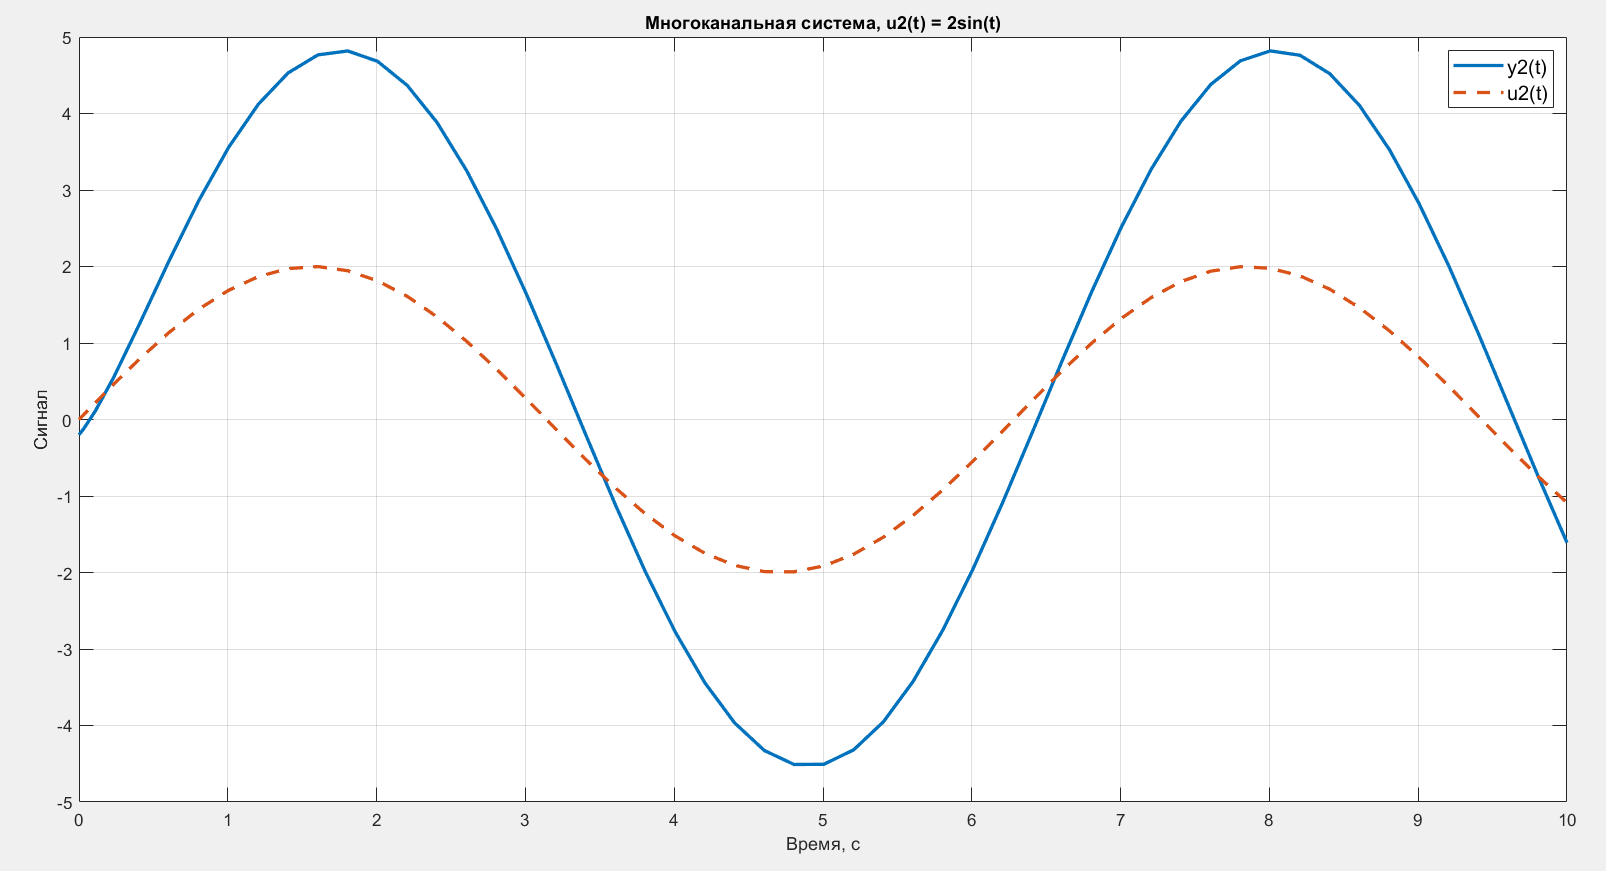 Многоканальная система, u2(t) = 2sin(t)
y2(t)
u2(t)
5
4
3
2
1
0
-1
-2
-3
-4
-5
Сигнал
0 1 2 3 4 5 6 7 8 9 10
Время, с